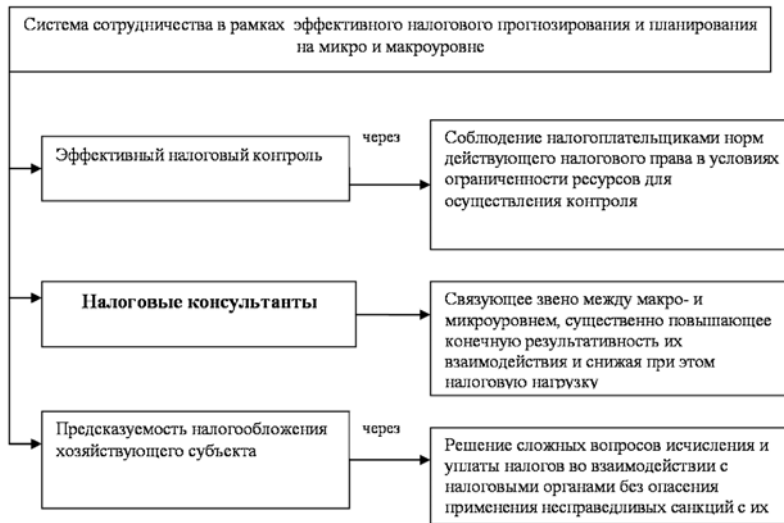 Система сотрудничества в рамках эффективного налогового прогнозирования и планирования
на микро и макроуровне
Эффективный налоговый контроль
через
Соблюдение налогоплательщиками норм
действующего налогового права в условиях
ограниченности ресурсов для
осуществления контроля
Налоговые консультанты
Связующее звено между макро- и
микроуровнем, существенно повышающее
конечную результативность их
взаимодействия и снижая при этом
налоговую нагрузку
Предсказуемость налогообложения
хозяйствующего субъекта
через
Решение сложных вопросов исчисления и
уплаты налогов во взаимодействии с
налоговыми органами без опасения
применения несправедливых санкций с их